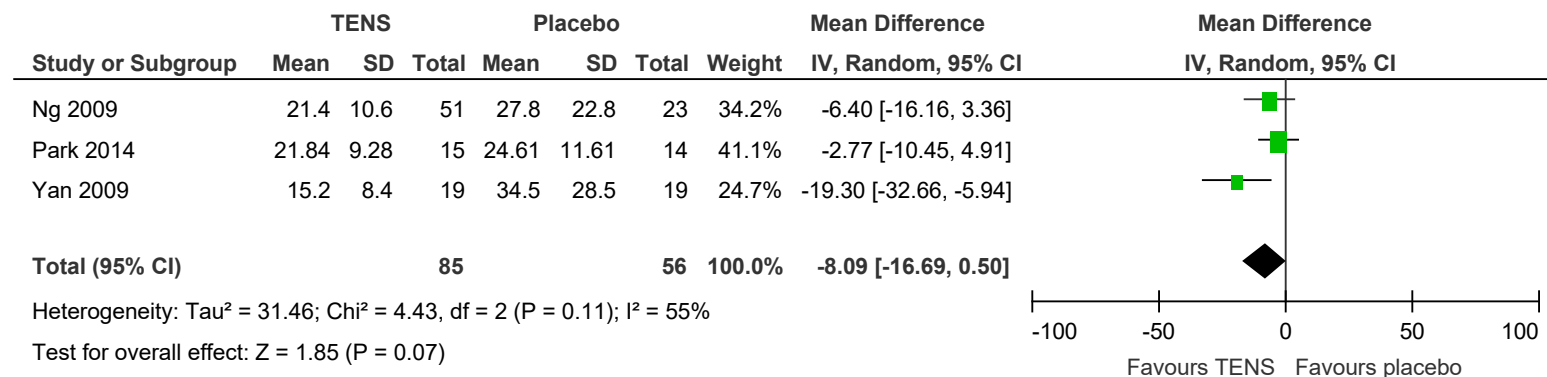 TENS Placebo Mean Difference Mean Difference
Study or Subgroup Mean SD Total Mean SD Total Weight IV, Random, 95% CI IV, Random, 95% CI
Ng 2009 21.4 10.6 51 27.8 22.8 23 34.2% -6.40 [-16.16, 3.36]
Park 2014 21.84 9.28 15 24.61 11.61 14 41.1% -2.77 [-10.45, 4.91]
Yan 2009 15.2 8.4 19 34.5 28.5 19 24.7% -19.30 [-32.66, -5.94]
Total (95% CI) 85 56 100.0% -8.09 [-16.69, 0.50]
Heterogeneity: Tau² = 31.46; Chi² = 4.43, df = 2 (P = 0.11); I² = 55%
Test for overall effect: Z = 1.85 (P = 0.07)
-100 -50 0 50 100
Favours TENS Favours placebo